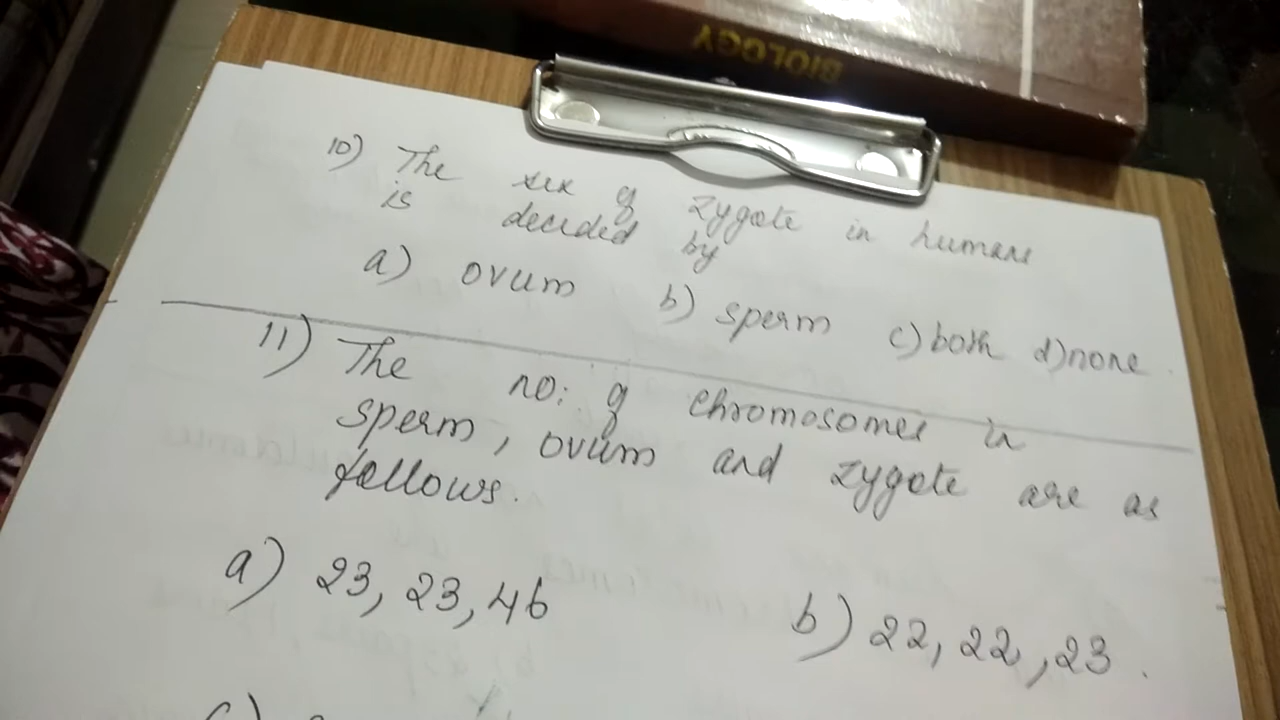 BIOLOGY
10) The sex of zygote in humans
is decided by
a) ovum b) sperm c) both d) none.
11) The no: of chromosomes in
sperm, ovum and zygote are as
follows.
a) 23, 23, 46 b) 22, 22, 23.
c)